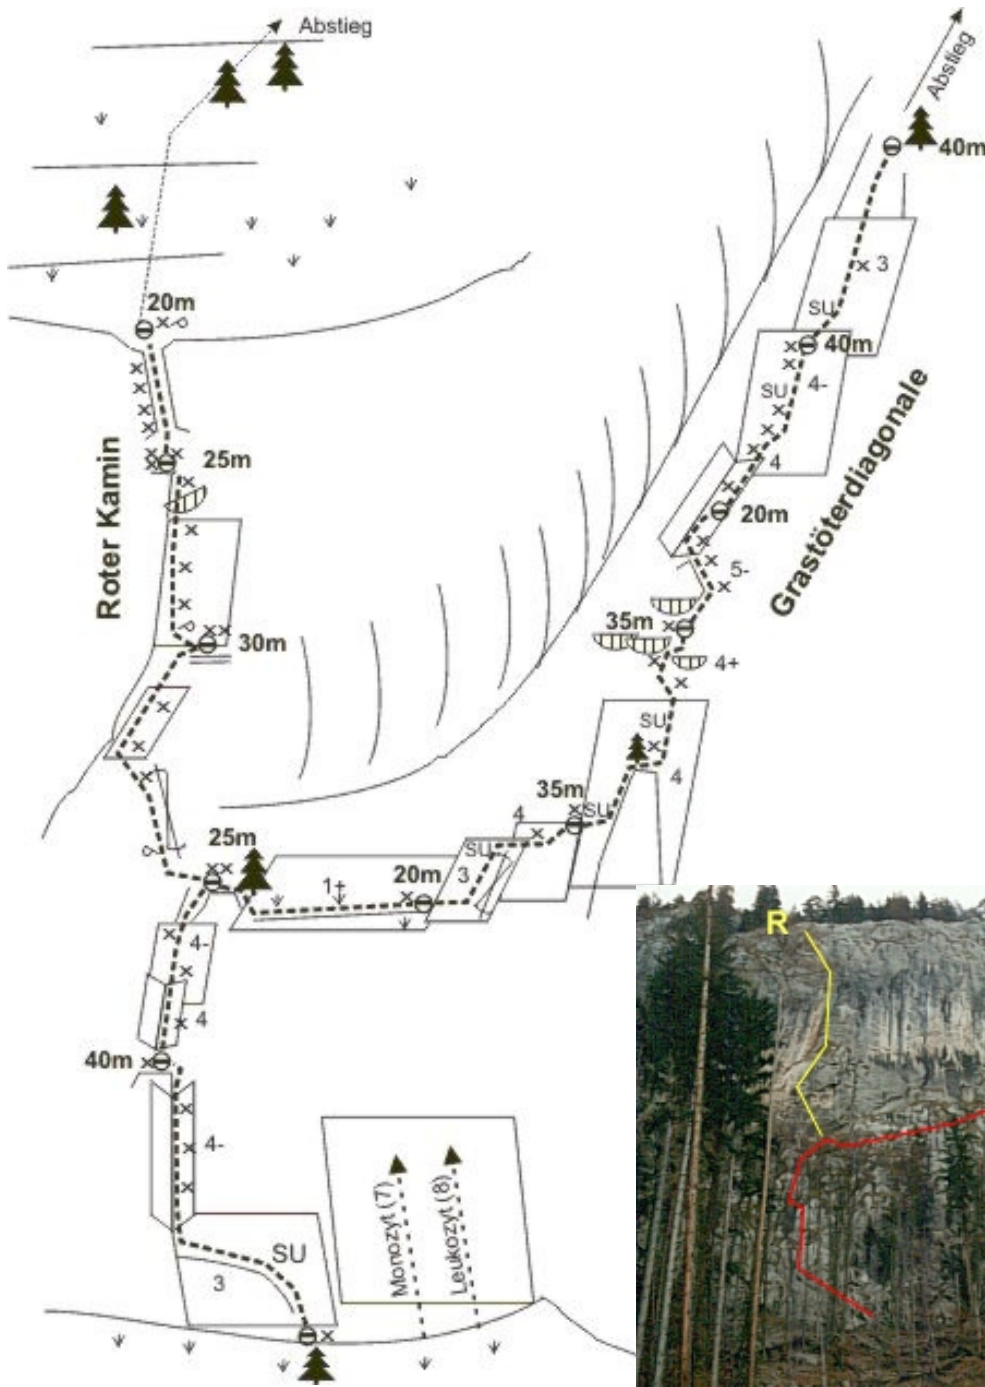 Abstieg
Abstieg
40m
3
SU
20m
40m
4-
SU
Roter Kamin
25m
4
Grastöterdiagonale
20m
5-
35m
30m
4+
SU
4
35m
SU
4
25m
SU
3
20m
1+
4-
4
R
40m
4-
Monozyt (7)
Leukozyt (8)
SU
3